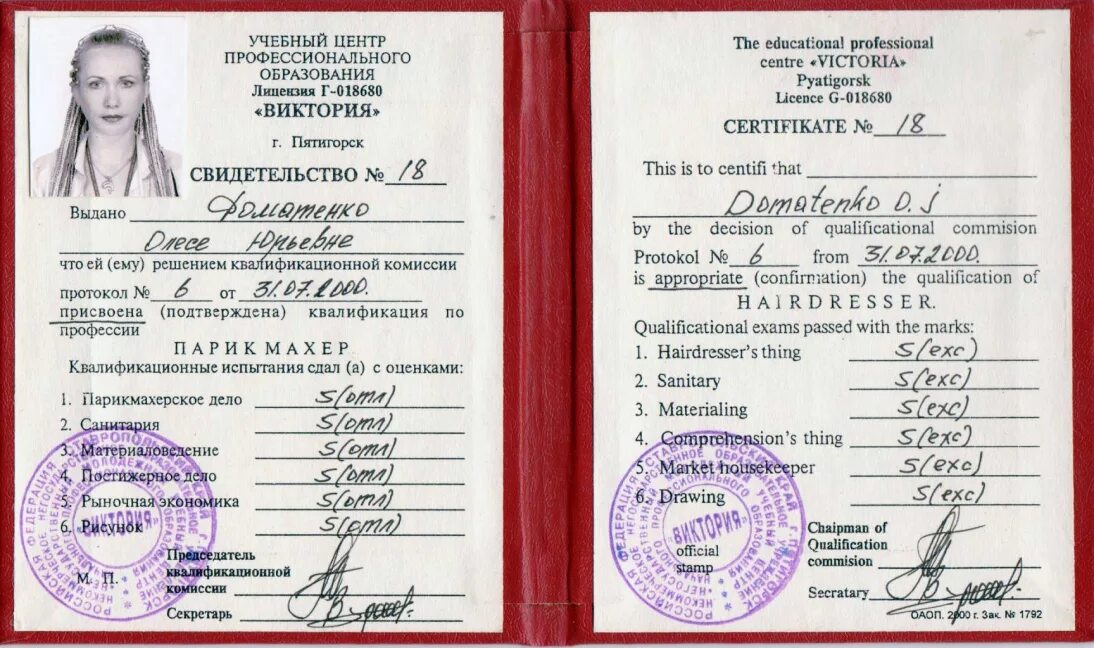 УЧЕБНЫЙ ЦЕНТР
ПРОФЕССИОНАЛЬНОГО
ОБРАЗОВАНИЯ
Лицензия Г-018680
«ВИКТОРИЯ»
г. Пятигорск
СВИДЕТЕЛЬСТВО № 18
Выдано Доматенко
Олесе Юрьевне
что ей (ему) решением квалификационной комиссии
протокол № 6 от 31.07.2000.
присвоена (подтверждена) квалификация по
профессии
ПАРИКМАХЕР
Квалификационные испытания сдал (а) с оценками:
1. Парикмахерское дело 5(отл)
2. Санитария 5(отл)
3. Материаловедение 5(отл)
4. Постижерное дело 5(отл)
5. Рыночная экономика 5(отл)
6. Рисунок 5(отл)
Председатель
квалификационной
комиссии
М. П.
Секретарь
ВИКТОРИЯ
The educational professional
centre «VICTORIA»
Pyatigorsk
Licence G-018680
CERTIFIKATE № 18
This is to centifi that
Domatenko O. j
by the decision of qualificational commision
Protokol № 6 from 31.07.2000.
is appropriate (confirmation) the qualification of
HAIRDRESSER.
Qualificational exams passed with the marks:
1. Hairdresser's thing 5(exc)
2. Sanitary 5(exc)
3. Materialing 5(exc)
4. Comprehension's thing 5(exc)
5. Market housekeeper 5(exc)
6. Drawing 5(exc)
Chairman of
Qualification
commision
official
stamp
Secretary
ОАОП. 2000 г. Зак. № 1792
ВИКТОРИЯ